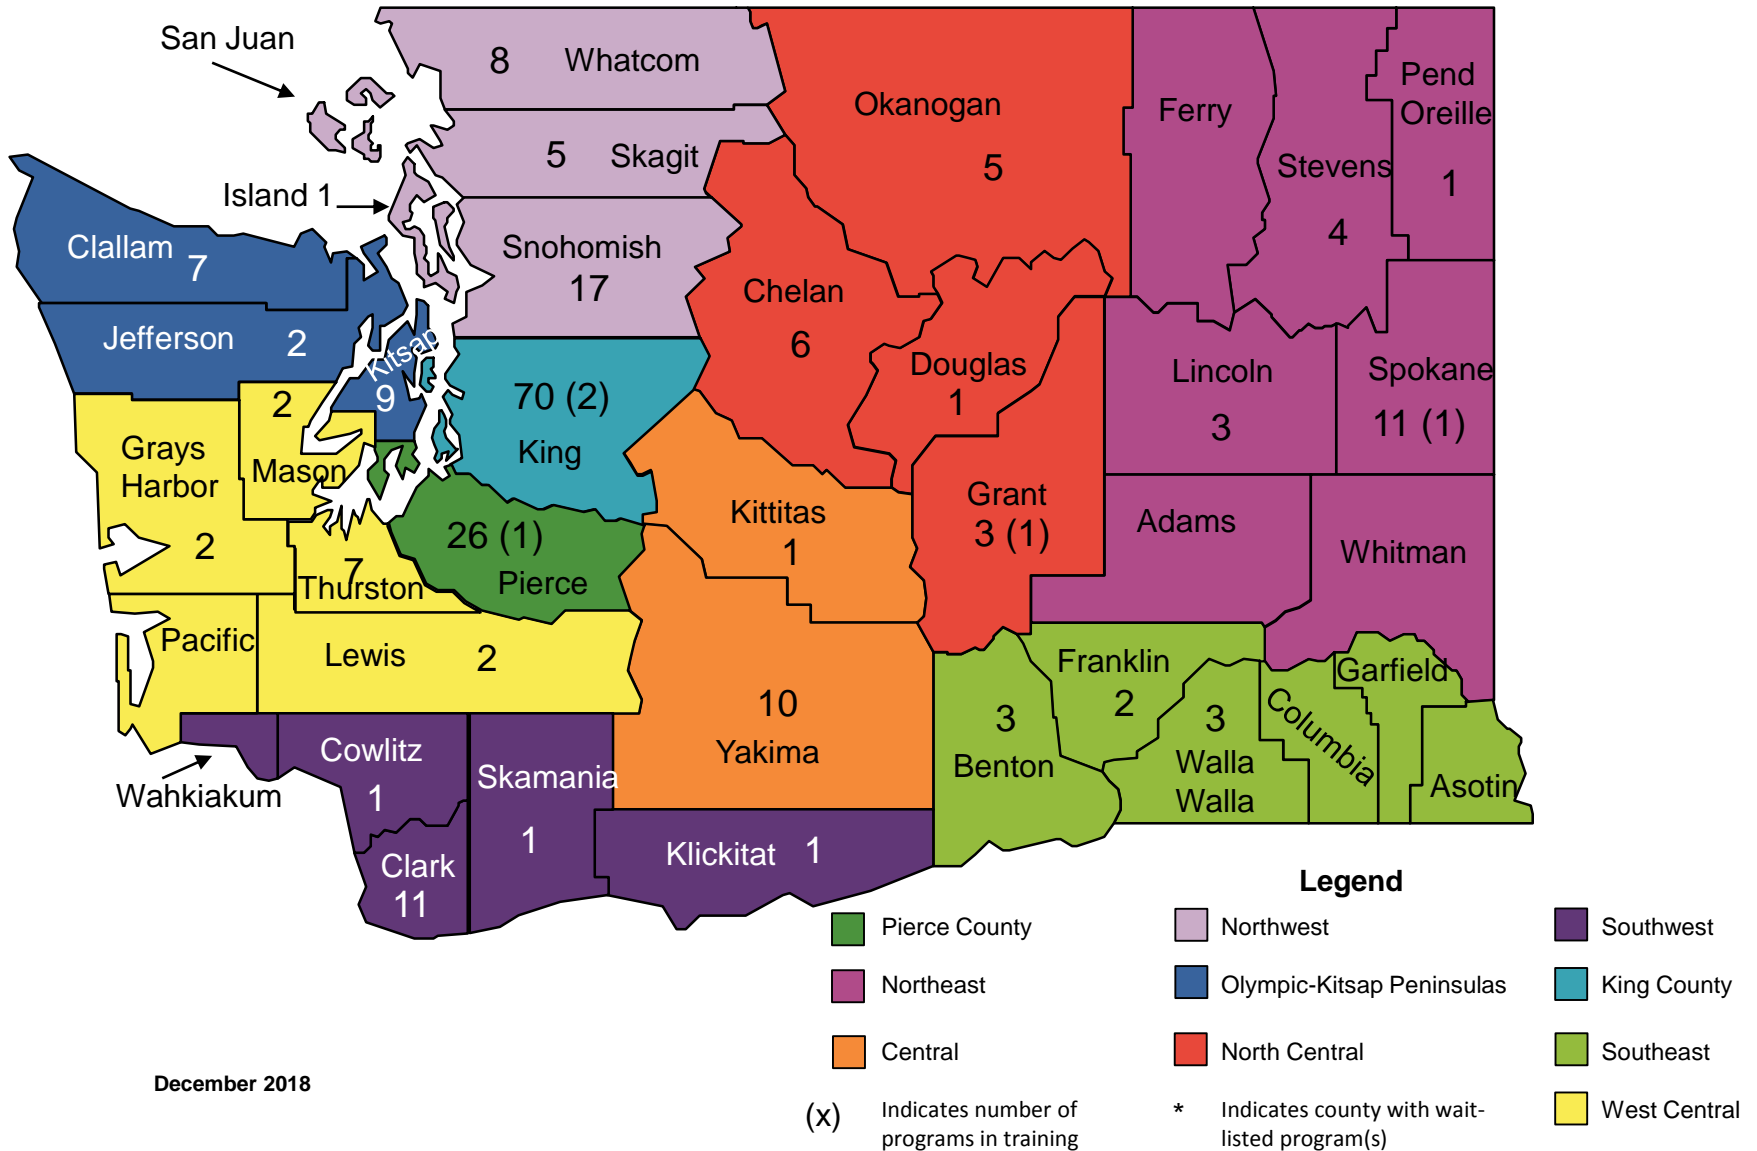 San Juan
8 Whatcom
Okanogan
5
Ferry
Pend
Oreille
1
Stevens
4
5 Skagit
Island 1
Clallam 7
Snohomish
17
Chelan
6
Jefferson 2
Kitsap
9
Douglas
1
Lincoln
3
Spokane
11 (1)
70 (2)
King
2
Mason
Grays
Harbor
2
Kittitas
1
Grant
3 (1)
Adams
Whitman
26 (1)
Pierce
7
Thurston
Pacific
Lewis 2
10
Yakima
3
Benton
Franklin
2
3
Walla
Walla
Columbia
Garfield
Asotin
Wahkiakum
Cowlitz
1
Skamania
1
Clark
11
Klickitat 1
Legend
Pierce County
Northwest
Southwest
Northeast
Olympic-Kitsap Peninsulas
King County
Central
North Central
Southeast
West Central
(x) Indicates number of
programs in training
* Indicates county with wait-
listed program(s)
December 2018